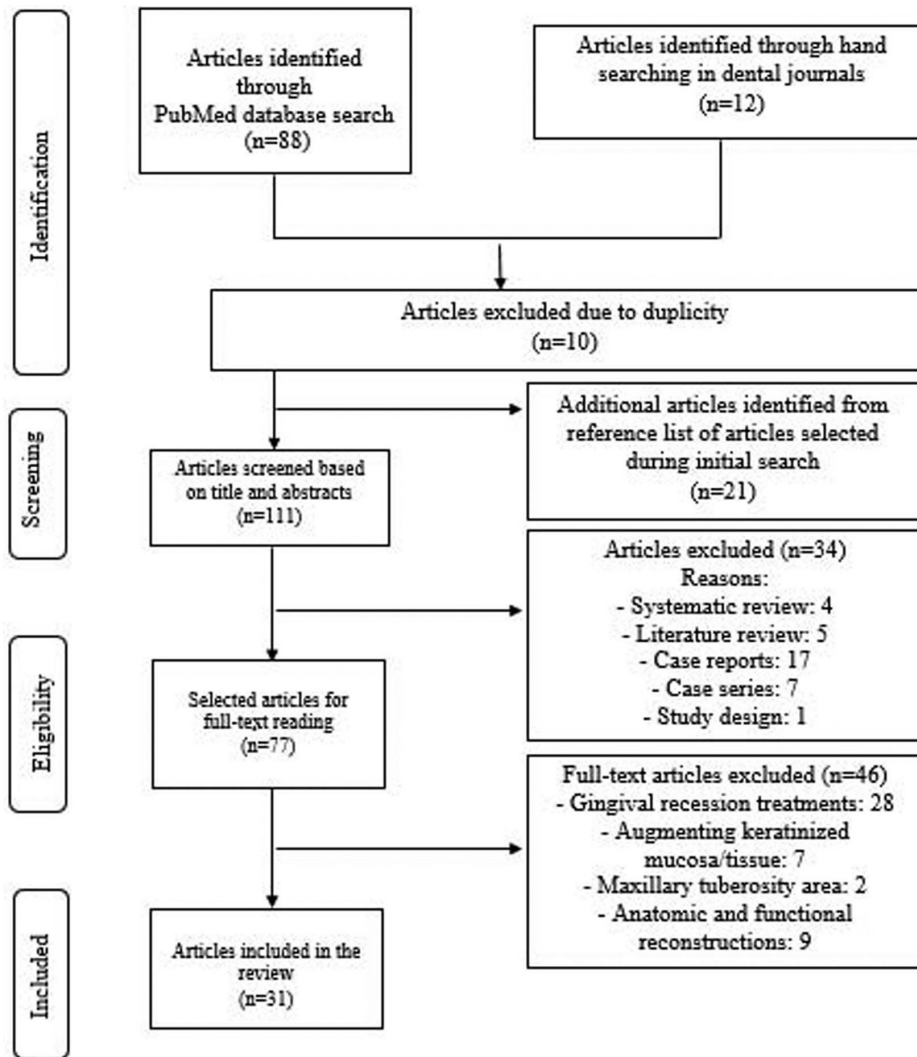 Identification
Articles identified
through
PubMed database search
(n=88)
Articles identified through hand
searching in dental journals
(n=12)
Articles excluded due to duplicity
(n=10)
Screening
Additional articles identified from
reference list of articles selected
during initial search
(n=21)
Articles screened based
on title and abstracts
(n=111)
Eligibility
Articles excluded (n=34)
Reasons:
- Systematic review: 4
- Literature review: 5
- Case reports: 17
- Case series: 7
- Study design: 1
Selected articles for
full-text reading
(n=77)
Full-text articles excluded (n=46)
- Gingival recession treatments: 28
- Augmenting keratinized
mucosa/tissue: 7
- Maxillary tuberosity area: 2
- Anatomic and functional
reconstructions: 9
Included
Articles included in the
review
(n=31)